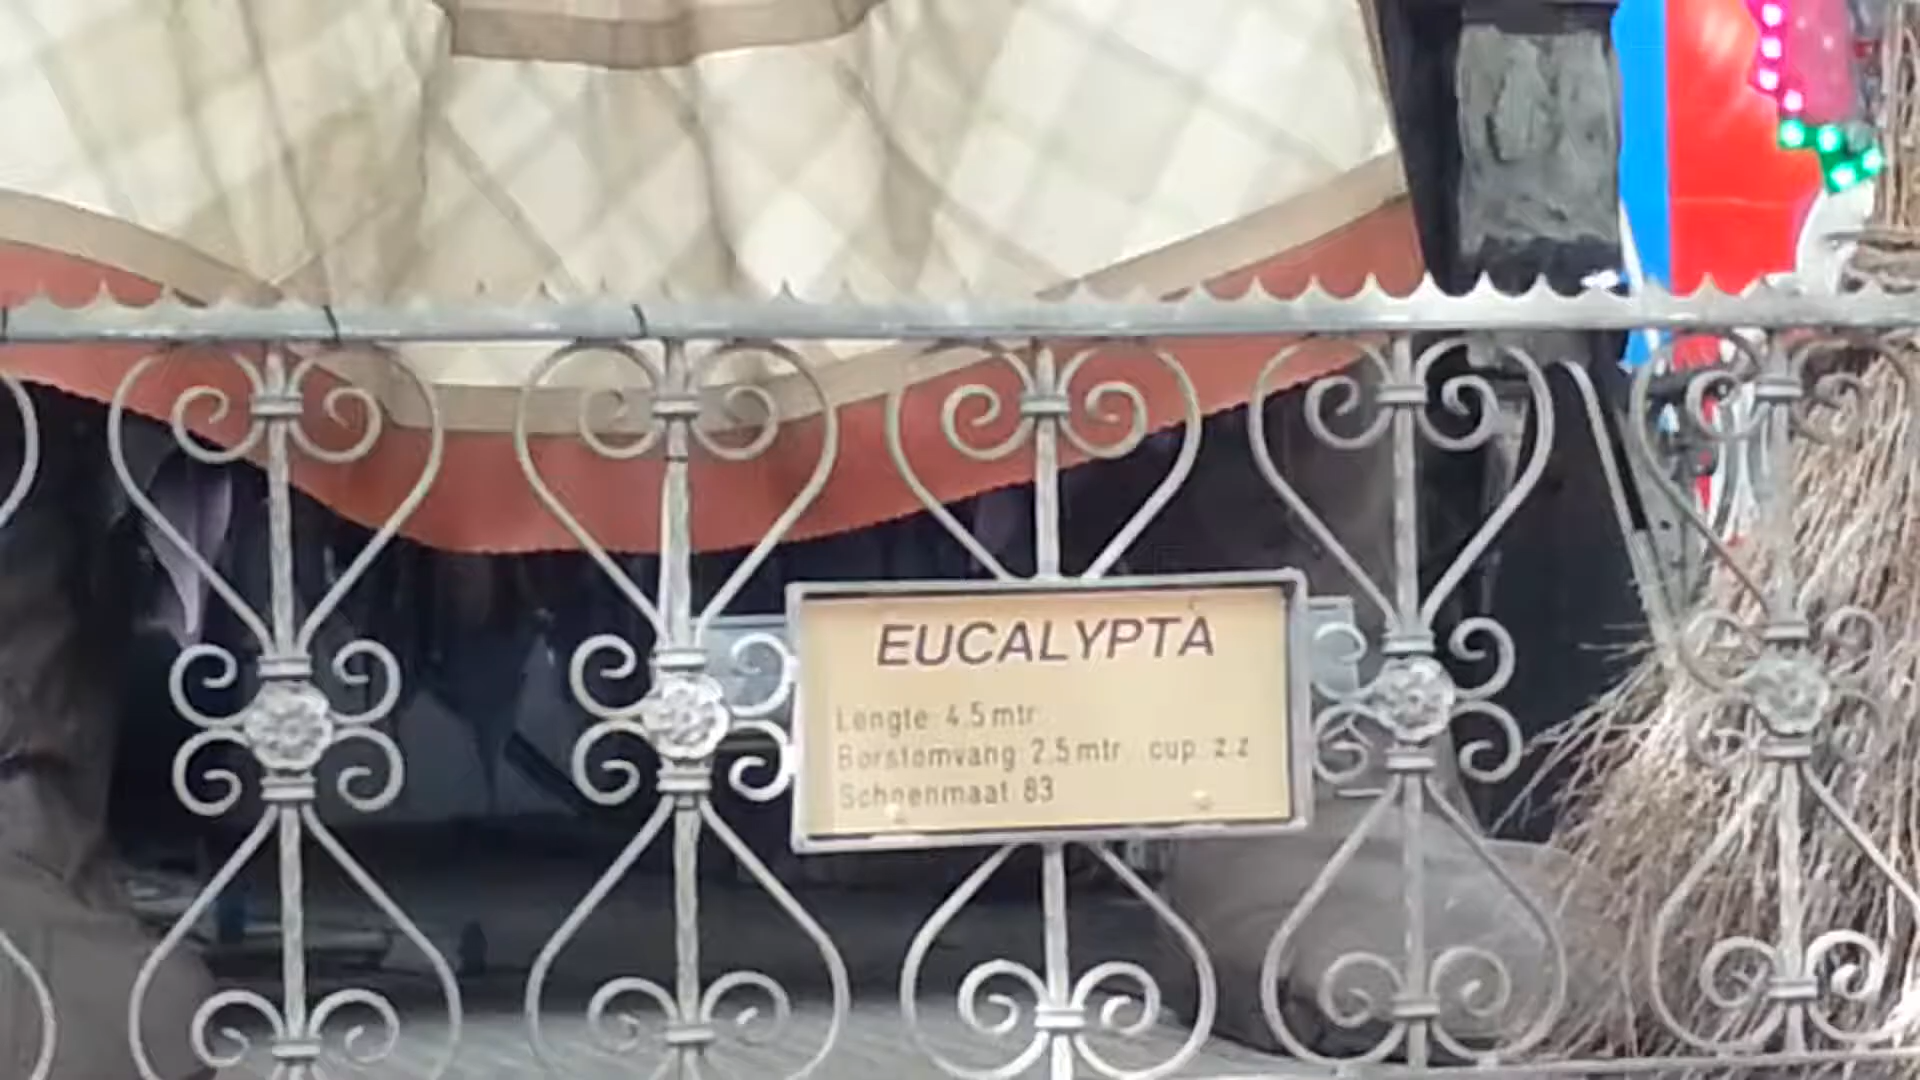 EUCALYPTA
Lengte 4.5 mtr.
Borstomvang 2.5 mtr. cup z.z
Schoenmaat 83